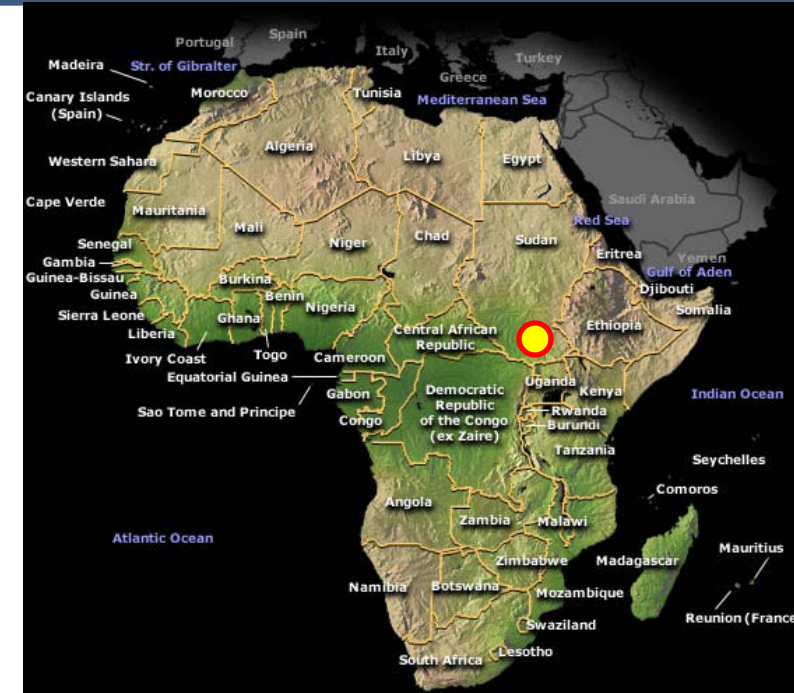 Portugal
Spain
Italy
Turkey
Greece
Madeira
Str. of Gibralter
Morocco
Tunisia
Mediterranean Sea
Canary Islands
(Spain)
Algeria
Libya
Egypt
Western Sahara
Saudi Arabia
Cape Verde
Mauritania
Mali
Niger
Chad
Sudan
Red Sea
Eritrea
Yemen
Senegal
Gambia
Guinea-Bissau
Guinea
Gulf of Aden
Djibouti
Burkina
Benin
Nigeria
Somalia
Sierra Leone
Ghana
Ethiopia
Liberia
Central African
Republic
Ivory Coast
Togo
Cameroon
Equatorial Guinea
Uganda
Kenya
Gabon
Democratic
Republic
of the Congo
(ex Zaire)
Indian Ocean
Sao Tome and Principe
Congo
Rwanda
Burundi
Tanzania
Seychelles
Comoros
Angola
Zambia
Malawi
Atlantic Ocean
Zimbabwe
Madagascar
Mauritius
Namibia
Botswana
Mozambique
Reunion (France
Swaziland
Lesotho
South Africa